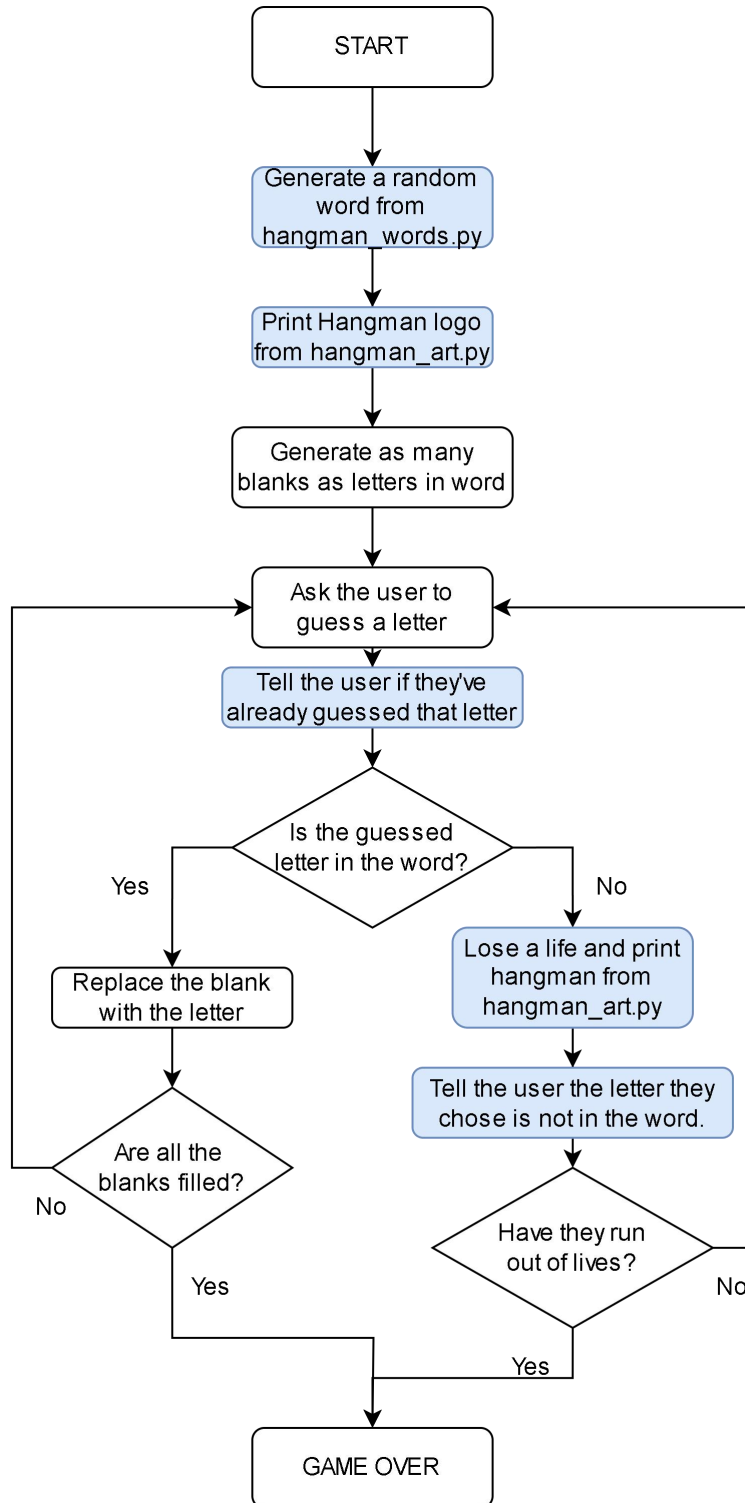 START
Generate a random
word from
hangman_words.py
Print Hangman logo
from hangman_art.py
Generate as many
blanks as letters in word
Ask the user to
guess a letter
Tell the user if they've
already guessed that letter
Is the guessed
letter in the word?
Yes
No
Replace the blank
with the letter
Lose a life and print
hangman from
hangman_art.py
Tell the user the letter they
chose is not in the word.
Are all the
blanks filled?
No
Yes
Have they run
out of lives?
No
Yes
GAME OVER